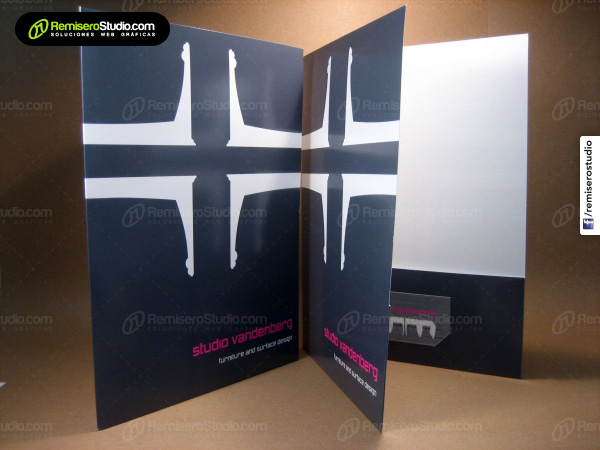 RemiseroStudio.com
SOLUCIONES WEB GRÁFICAS
/remiserostudio
studio vandenberg
furniture and surface design
studio vandenberg
furniture and surface design